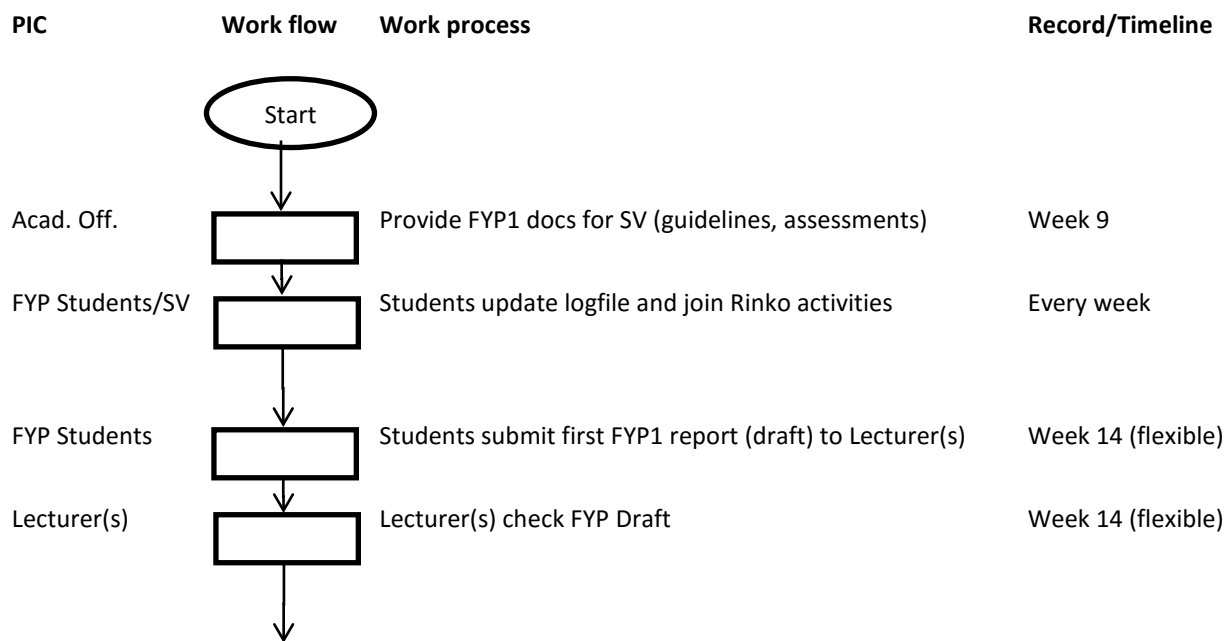 PIC Work flow Work process Record/Timeline
Start
Acad. Off. Provide FYP1 docs for SV (guidelines, assessments) Week 9
FYP Students/SV Students update logfile and join Rinko activities Every week
FYP Students Students submit first FYP1 report (draft) to Lecturer(s) Week 14 (flexible)
Lecturer(s) Lecturer(s) check FYP Draft Week 14 (flexible)